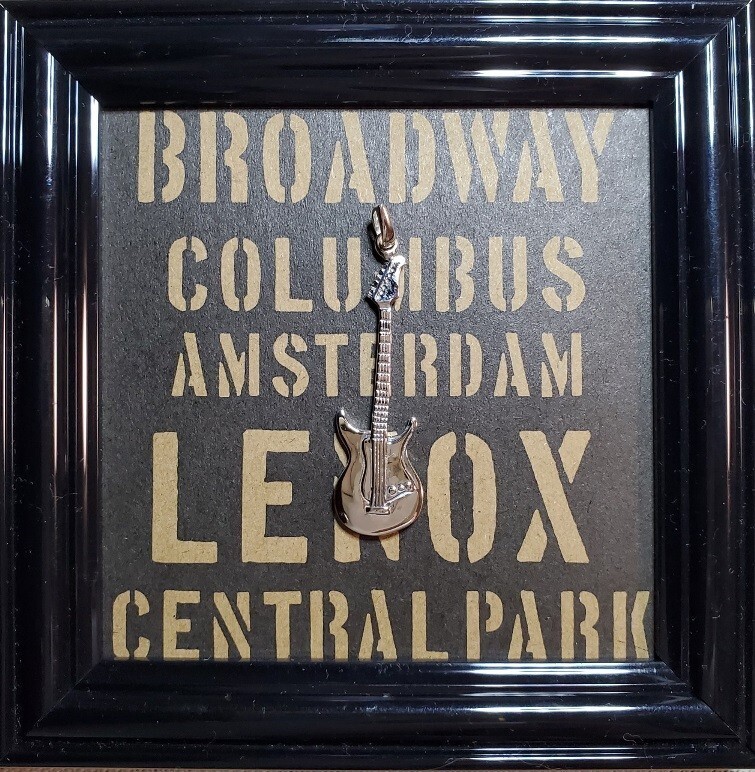 BROADWAY
COLUMBUS
AMSTERDAM
LENOX
CENTRAL PARK